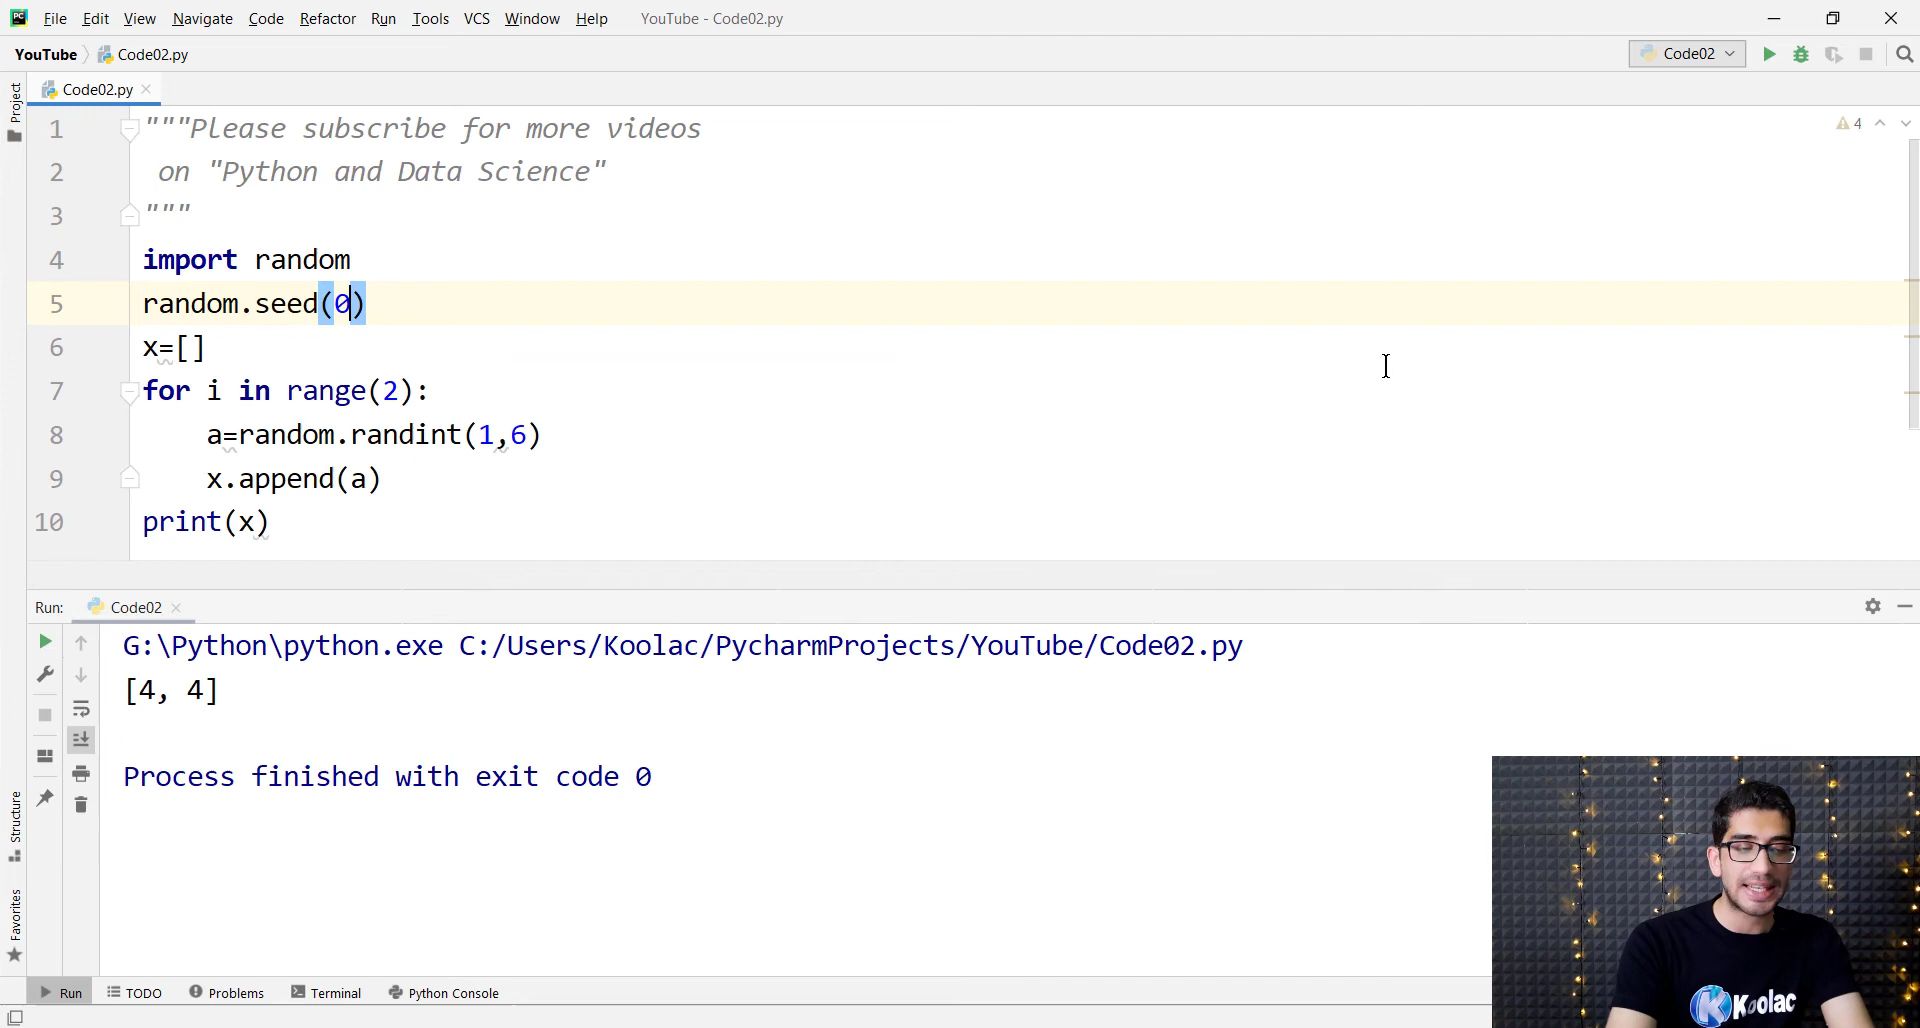 File Edit View Navigate Code Refactor Run Tools VCS Window Help YouTube - Code02.py
YouTube Code02.py
Code02
Code02.py
4
1 """Please subscribe for more videos
2 on "Python and Data Science"
3 """
4 import random
5 random.seed(0)
6 x=[]
7 for i in range(2):
8 a=random.randint(1,6)
9 x.append(a)
10 print(x)
Project
Structure
Favorites
Run: Code02
G:\Python\python.exe C:/Users/Koolac/PycharmProjects/YouTube/Code02.py
[4, 4]
Process finished with exit code 0
Run TODO Problems Terminal Python Console
Koolac